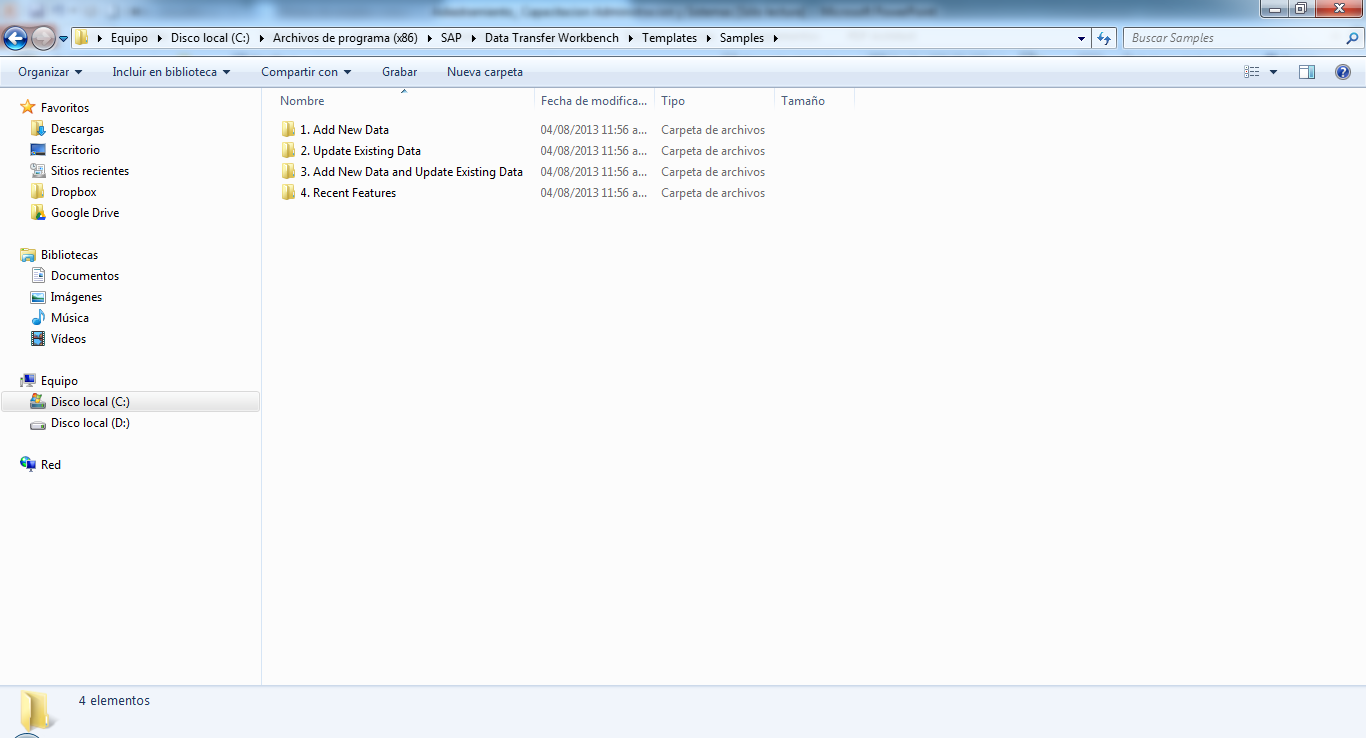 Equipo Disco local (C:) Archivos de programa (x86) SAP Data Transfer Workbench Templates Samples
Buscar Samples
Organizar Incluir en biblioteca Compartir con Grabar Nueva carpeta
Favoritos
Descargas
Escritorio
Sitios recientes
Dropbox
Google Drive
Bibliotecas
Documentos
Imágenes
Música
Vídeos
Equipo
Disco local (C:)
Disco local (D:)
Red
Nombre Fecha de modifica... Tipo Tamaño
1. Add New Data 04/08/2013 11:56 a... Carpeta de archivos
2. Update Existing Data 04/08/2013 11:56 a... Carpeta de archivos
3. Add New Data and Update Existing Data 04/08/2013 11:56 a... Carpeta de archivos
4. Recent Features 04/08/2013 11:56 a... Carpeta de archivos
4 elementos